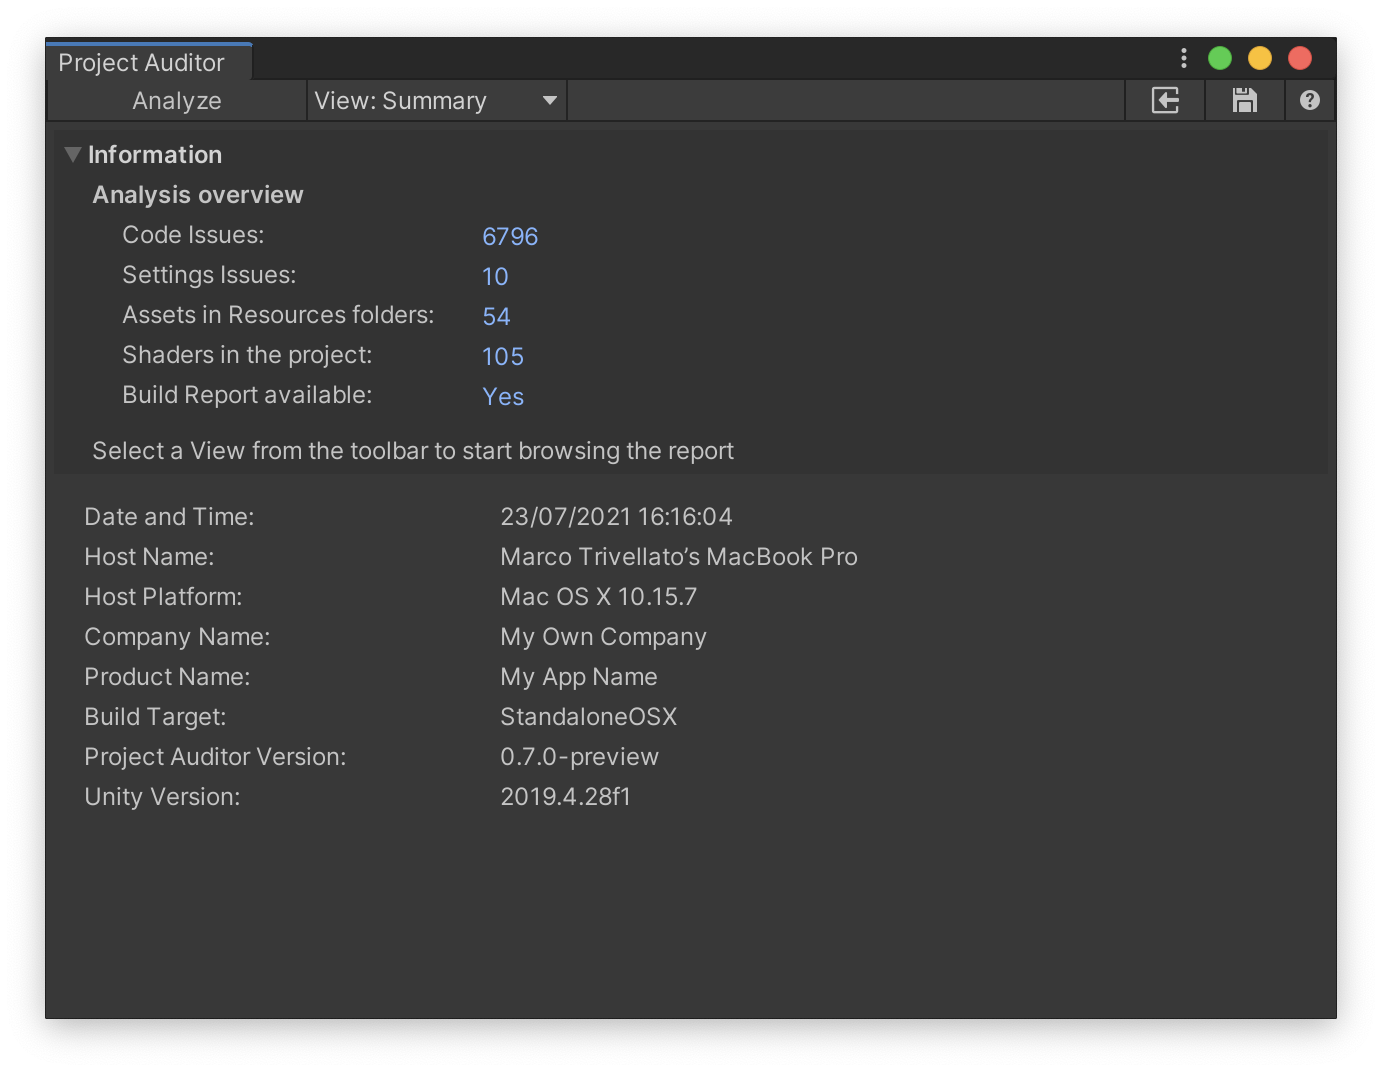 Project Auditor
Analyze View: Summary
Information
Analysis overview
Code Issues: 6796
Settings Issues: 10
Assets in Resources folders: 54
Shaders in the project: 105
Build Report available: Yes
Select a View from the toolbar to start browsing the report
Date and Time: 23/07/2021 16:16:04
Host Name: Marco Trivellato’s MacBook Pro
Host Platform: Mac OS X 10.15.7
Company Name: My Own Company
Product Name: My App Name
Build Target: StandaloneOSX
Project Auditor Version: 0.7.0-preview
Unity Version: 2019.4.28f1